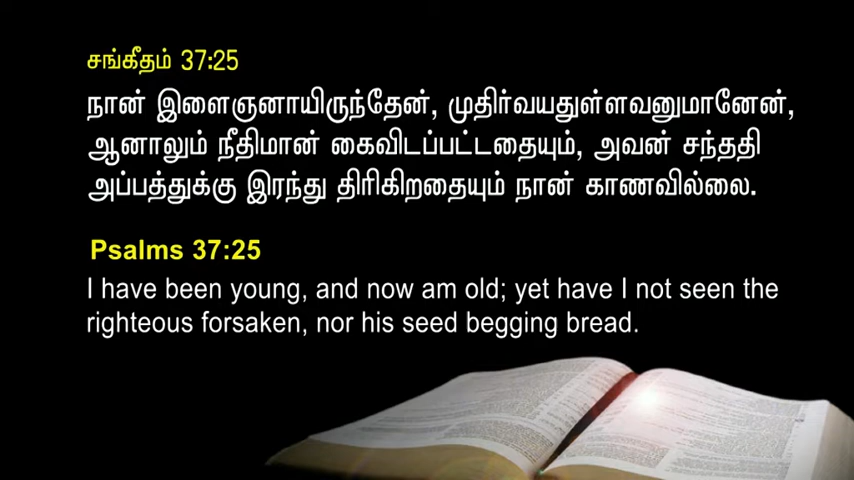 சங்கீதம் 37:25
நான் இளைஞனாயிருந்தேன், முதிர்வயதுள்ளவனுமானேன்,
ஆனாலும் நீதிமான் கைவிடப்பட்டதையும், அவன் சந்ததி
அப்பத்துக்கு இரந்து திரிகிறதையும் நான் காணவில்லை.
Psalms 37:25
I have been young, and now am old; yet have I not seen the
righteous forsaken, nor his seed begging bread.